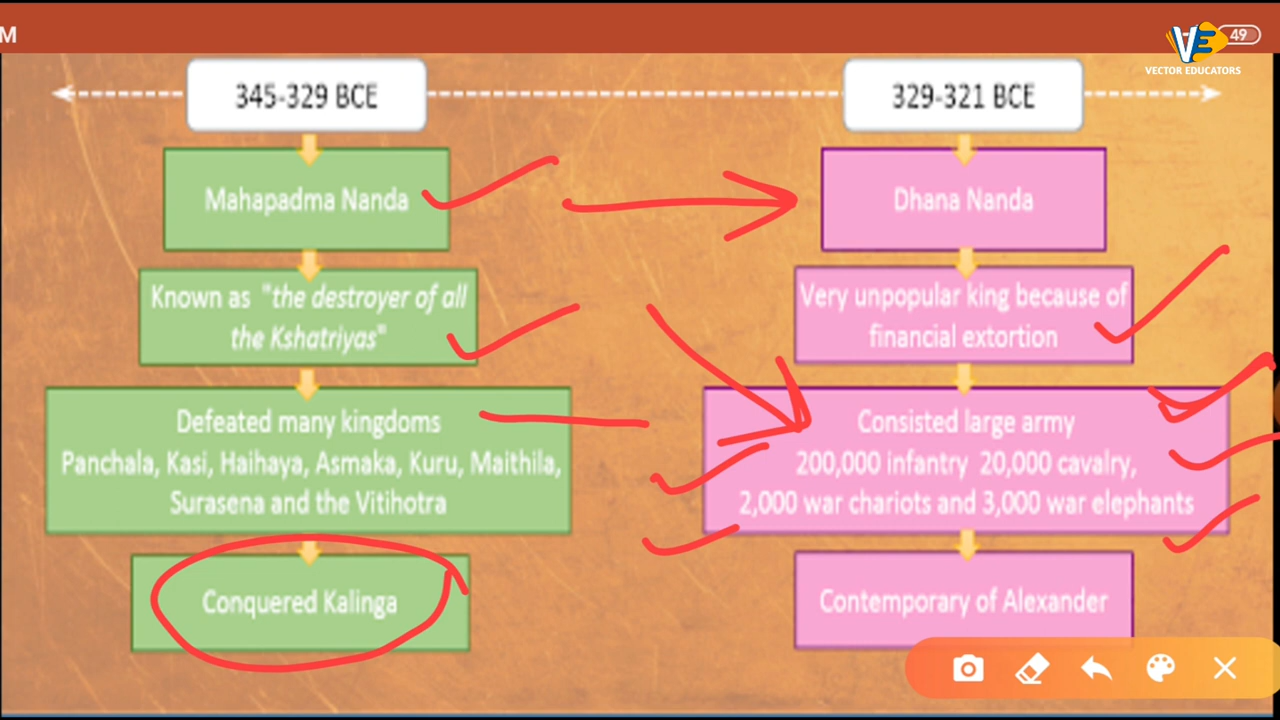 M
49
VE
VECTOR EDUCATORS
345-329 BCE
Mahapadma Nanda
Known as "the destroyer of all
the Kshatriyas"
Defeated many kingdoms
Panchala, Kasi, Haihaya, Asmaka, Kuru, Maithila,
Surasena and the Vitihotra
Conquered Kalinga
329-321 BCE
Dhana Nanda
Very unpopular king because of
financial extortion
Consisted large army
200,000 infantry 20,000 cavalry,
2,000 war chariots and 3,000 war elephants
Contemporary of Alexander